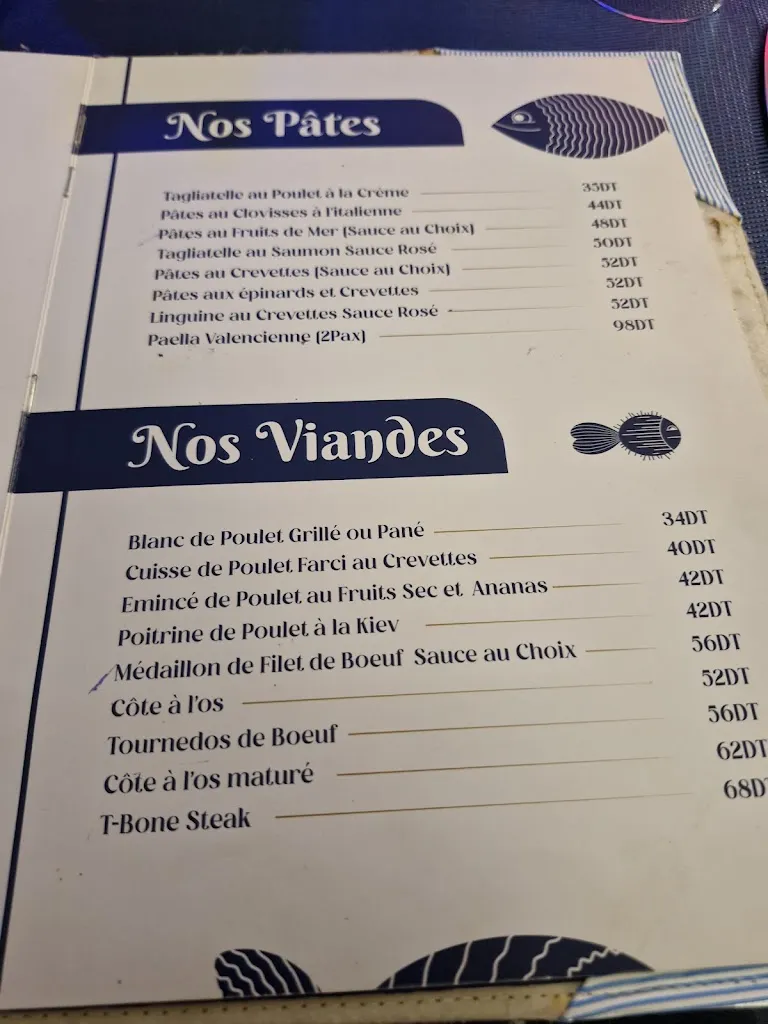 Nos Pâtes
Tagliatelle au Poulet à la Crème 35DT
Pâtes au Clovisses à l'italienne 44DT
Pâtes au Fruits de Mer (Sauce au Choix) 48DT
Tagliatelle au Saumon Sauce Rosé 50DT
Pâtes au Crevettes (Sauce au Choix) 52DT
Pâtes aux épinards et Crevettes 52DT
Linguine au Crevettes Sauce Rosé 52DT
Paella Valencienne (2Pax) 98DT
Nos Viandes
Blanc de Poulet Grillé ou Pané 34DT
Cuisse de Poulet Farci au Crevettes 40DT
Emincé de Poulet au Fruits Sec et Ananas 42DT
Poitrine de Poulet à la Kiev 42DT
Médaillon de Filet de Boeuf Sauce au Choix 56DT
Côte à l'os 52DT
Tournedos de Boeuf 56DT
Côte à l'os maturé 62DT
T-Bone Steak 68D